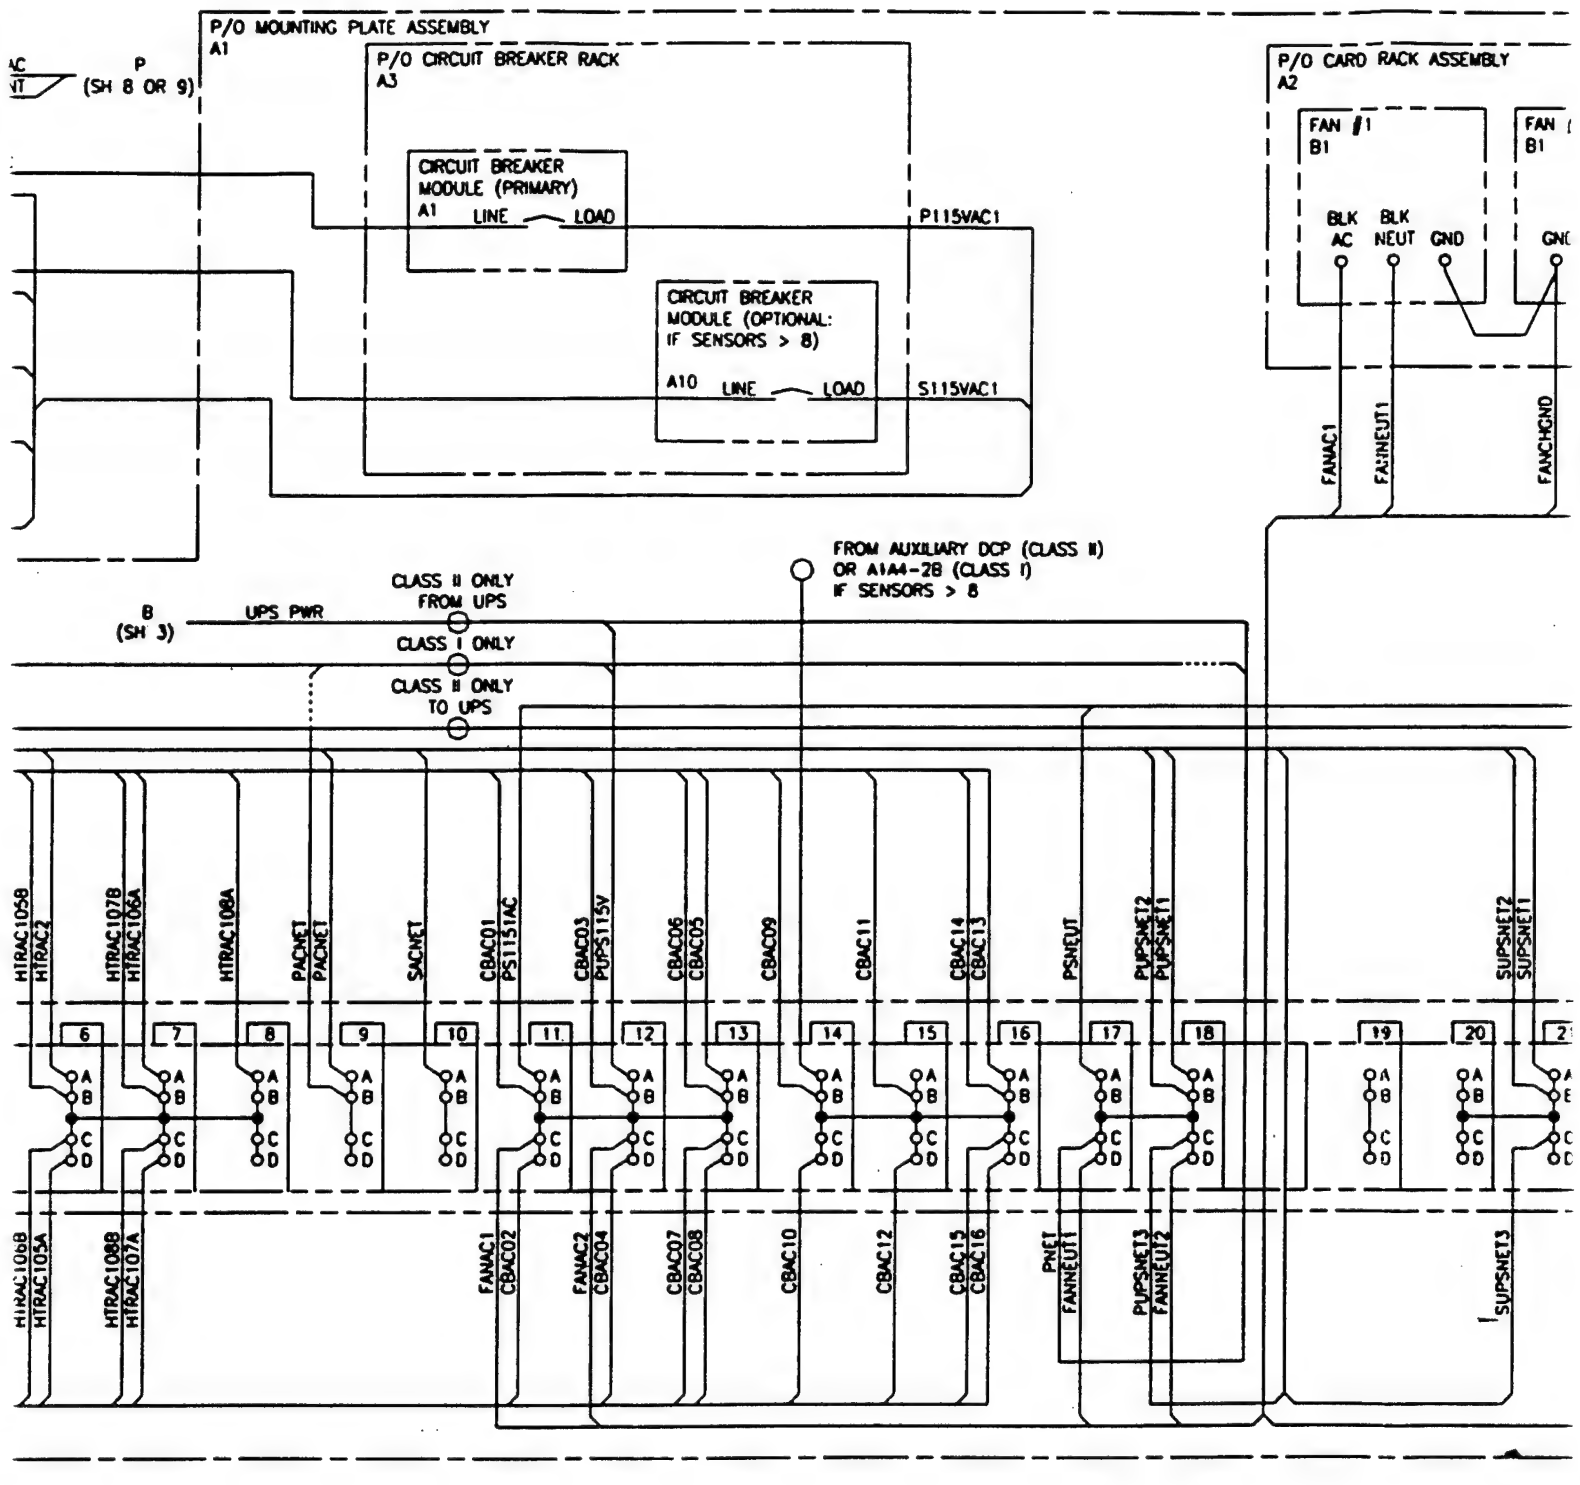 P/O MOUNTING PLATE ASSEMBLY
A1
P
(SH 8 OR 9)
P/O CIRCUIT BREAKER RACK
A3
CIRCUIT BREAKER
MODULE (PRIMARY)
A1 LINE LOAD
P115VAC1
CIRCUIT BREAKER
MODULE (OPTIONAL:
IF SENSORS > 8)
A10 LINE LOAD
S115VAC1
P/O CARD RACK ASSEMBLY
A2
FAN #1
B1
FAN
B1
BLK
AC
BLK
NEUT
GND
FANAC1
FANNEUT1
FANCHGND
FROM AUXILIARY DCP (CLASS II)
OR A1A4-2B (CLASS I)
IF SENSORS > 8
CLASS II ONLY
FROM UPS
B
(SH 3)
UPS PWR
CLASS I ONLY
CLASS II ONLY
TO UPS
HTRAC105B
HTRAC2
HTRAC107B
HTRAC106A
HTRAC108A
PACNET
PACNET
SACNET
CBAC01
PS1151AC
CBAC03
PUPS115V
CBAC06
CBAC05
CBAC09
CBAC11
CBAC14
CBAC13
PSNEUT
PUPSNET2
PUPSNET1
SUPSNET2
SUPSNET1
6 7 8 9 10 11 12 13 14 15 16 17 18 19 20
A A A A A A A A A A A A A A A A
B B B B B B B B B B B B B B B
C C C C C C C C C C C C C C C
D D D D D D D D D D D D D D D
HTRAC106B
HTRAC105A
HTRAC108B
HTRAC107A
FANAC1
CBAC02
FANAC2
CBAC04
CBAC07
CBAC08
CBAC10
CBAC12
CBAC15
CBAC16
PNET
FANNEUT1
PUPSNET3
FANNEUT2
SUPSNET3